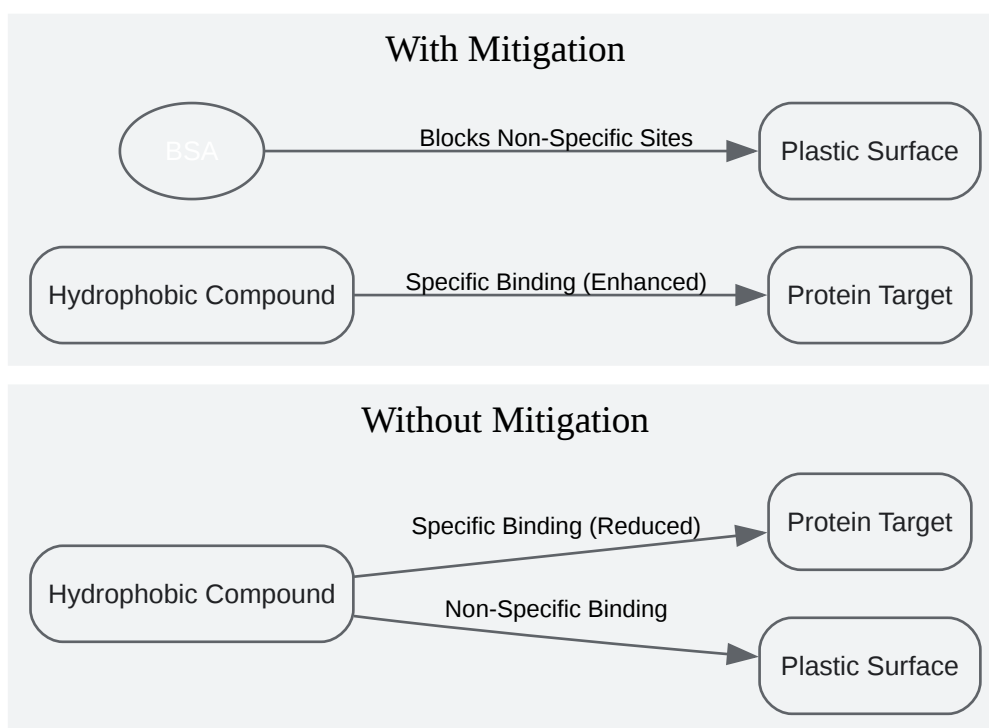 With Mitigation
BSA
Blocks Non-Specific Sites
Plastic Surface
Hydrophobic Compound
Specific Binding (Enhanced)
Protein Target
Without Mitigation
Hydrophobic Compound
Specific Binding (Reduced)
Protein Target
Non-Specific Binding
Plastic Surface